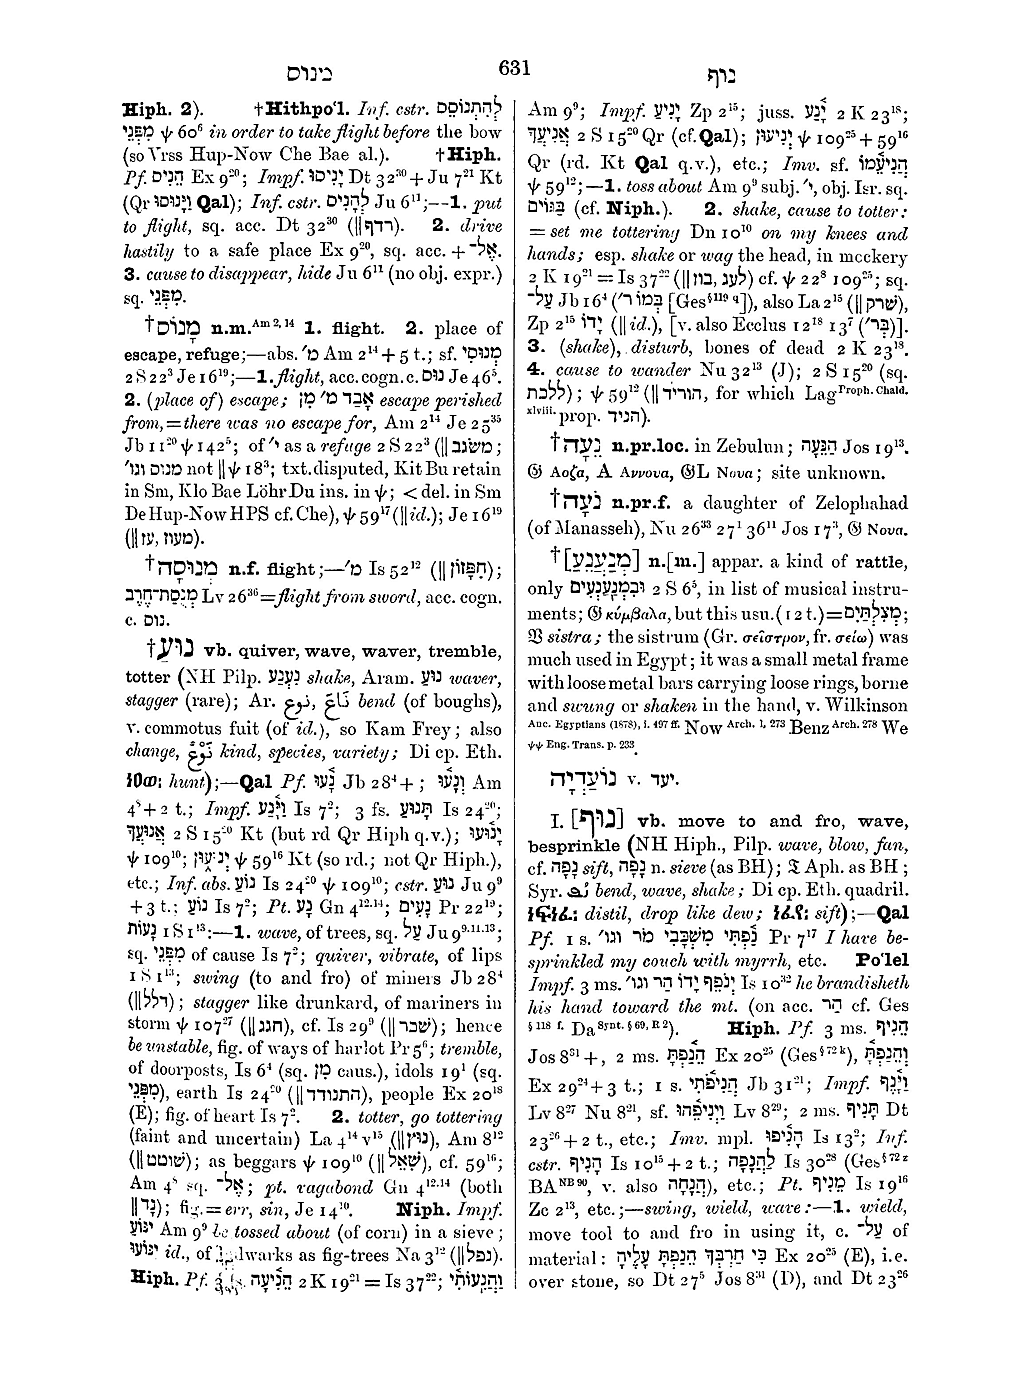 מנוס
631
נוף
Hiph. 2). †Hithpo‘l. Inf. cstr. לְהִתְנוֹסֵס
מִפְּנֵי ψ 60⁶ in order to take flight before the bow
(so Vrss Hup-Now Che Bae al.). †Hiph.
Pf. הֵנִיס Ex 9²⁰; Impf. יָנִיסוּ Dt 32³⁰ + Ju 7²¹ Kt
(Qr וַיָּנוּסוּ Qal); Inf. cstr. לְהָנִיס Ju 6¹¹;--1. put
to flight, sq. acc. Dt 32³⁰ (‖רדף). 2. drive
hastily to a safe place Ex 9²⁰, sq. acc. + אֶל־.
3. cause to disappear, hide Ju 6¹¹ (no obj. expr.)
sq. מִפְּנֵי.
†מָנוֹס n.m. Am 2, 14 1. flight. 2. place of
escape, refuge;—abs. מ׳ Am 2¹⁴ + 5 t.; sf. מְנוּסִי
2 S 22³ Je 16¹⁹;—1. flight, acc. cogn. c. נוּס Je 46⁵.
2. (place of) escape; אָבַד מ׳ מִן escape perished
from, = there was no escape for, Am 2¹⁴ Je 25³⁵
Jb 11²⁰ ψ 142⁵; of י׳ as a refuge 2 S 22³ (‖משׂגב;
מנוס וגו׳ not ‖ ψ 18³; txt. disputed, Kit Bu retain
in Sm, Klo Bae Löhr Du ins. in ψ; < del. in Sm
De Hup-Now HPS cf. Che), ψ 59¹⁷ (‖id.); Je 16¹⁹
(‖מעוז, עז).
†מְנוּסָה n.f. flight;—מ׳ Is 52¹² (‖חִפָּזוֹן);
מְנֻסַת־חֶרֶב Lv 26³⁶ = flight from sword, acc. cogn.
c. נוס.
†נוּעַ vb. quiver, wave, waver, tremble,
totter (NH Pilp. נִעְנַע shake, Aram. נוּעַ waver,
stagger (rare); Ar. نوع, نَاعَ bend (of boughs),
v. commotus fuit (of id.), so Kam Frey; also
change, نَوْعٌ kind, species, variety; Di cp. Eth.
hunt);—Qal Pf. נָ֫עוּ Jb 28⁴ + ; וְנָעוּ Am
4⁸ + 2 t.; Impf. וַיָּ֫נַע Is 7²; 3 fs. תָּנוּעַ Is 24²⁰;
אֲנוּעֲךָ 2 S 15²⁰ Kt (but rd Qr Hiph q.v.); יָנ֫וּעוּ
ψ 109¹⁰; יְנוּעוּן ψ 59¹⁶ Kt (so rd.; not Qr Hiph.),
etc.; Inf. abs. נוֹעַ Is 24²⁰ ψ 109¹⁰; cstr. נוּעַ Ju 9⁹
+ 3 t.; נוֹעַ Is 7²; Pt. נָע Gn 4¹²·¹⁴; נָעִים Pr 22¹⁹;
נָעוֹת 1 S 1¹³:—1. wave, of trees, sq. עַל Ju 9⁹·¹¹·¹³;
sq. מִפְּנֵי of cause Is 7²; quiver, vibrate, of lips
1 S 1¹³; swing (to and fro) of miners Jb 28⁴
(‖דלל); stagger like drunkard, of mariners in
storm ψ 107²⁷ (‖חגג), cf. Is 29⁹ (‖שׁכר); hence
be unstable, fig. of ways of harlot Pr 5⁶; tremble,
of doorposts, Is 6⁴ (sq. מִן caus.), idols 19¹ (sq.
מִפְּנֵי), earth Is 24²⁰ (‖התנודד), people Ex 20¹⁸
(E); fig. of heart Is 7². 2. totter, go tottering
(faint and uncertain) La 4¹⁴ v¹⁵ (‖נוּץ), Am 8¹²
(‖שׁוטט); as beggars ψ 109¹⁰ (‖שָׁאַל), cf. 59¹⁶;
Am 4⁸ sq. אֶל־; pt. vagabond Gn 4¹²·¹⁴ (both
‖נָד); fig. = err, sin, Je 14¹⁰. Niph. Impf.
יִנּוֹעַ Am 9⁹ be tossed about (of corn) in a sieve;
יִנּוֹעוּ id., of bulwarks as fig-trees Na 3¹² (‖נפל).
Hiph. Pf. הֵנִ֫יעָה 2 K 19²¹ = Is 37²²; וַהֲנִעוֹתִ֫י
Am 9⁹; Impf. יָנִיעַ Zp 2¹⁵; juss. יָ֫נַע 2 K 23¹⁸;
אֲנִיעֲךָ 2 S 15²⁰ Qr (cf. Qal); יְנִיעוּן ψ 109²⁵ + 59¹⁶
Qr (rd. Kt Qal q.v.), etc.; Imv. sf. הֲנִיעֵ֫מוֹ
ψ 59¹²;—1. toss about Am 9⁹ subj. י׳, obj. Isr. sq.
בַּגּוֹיִם (cf. Niph.). 2. shake, cause to totter:
= set me tottering Dn 10¹⁰ on my knees and
hands; esp. shake or wag the head, in mockery
2 K 19²¹ = Is 37²² (‖לעג, בוז) cf. ψ 22⁸ 109²⁵; sq.
עַל־ Jb 16⁴ (בְּמוֹ ר׳ [Ges §119 q]), also La 2¹⁵ (‖שׁרק),
Zp 2¹⁵ יָדוֹ (‖id.), [v. also Ecclus 12¹⁸ 13⁷ (בְּר׳)].
3. (shake), disturb, bones of dead 2 K 23¹⁸.
4. cause to wander Nu 32¹³ (J); 2 S 15²⁰ (sq.
ללכת); ψ 59¹² (‖הוריד, for which Lag Proph. Chald.
xlviii. prop. הניד).
†נֵעָה n.pr.loc. in Zebulun; הַנֵּעָה Jos 19¹³.
𝔊 Αοζα, A Αννουα, 𝔊L Νουα; site unknown.
†נֹעָה n.pr.f. a daughter of Zelophahad
(of Manasseh), Nu 26³³ 27¹ 36¹¹ Jos 17³, 𝔊 Νουα.
†[מְנַעֲנֵעַ] n.[m.] appar. a kind of rattle,
only וּבִמְנַעַנְעִים 2 S 6⁵, in list of musical instru-
ments; 𝔊 κύμβαλα, but this usu. (12 t.) = מְצִלְתַּיִם;
𝔙 sistra; the sistrum (Gr. σεῖστρον, fr. σείω) was
much used in Egypt; it was a small metal frame
with loose metal bars carrying loose rings, borne
and swung or shaken in the hand, v. Wilkinson
Anc. Egyptians (1878), i. 497 ff. Now Arch. i. 273 Benz Arch. 278 We
ψψ Eng. Trans. p. 233.
נוֹעַדְיָה v. יעד.
I. [נוּף] vb. move to and fro, wave,
besprinkle (NH Hiph., Pilp. wave, blow, fan,
cf. נָפָה sift, נָפָה n. sieve (as BH); 𝔗 Aph. as BH;
Syr. bend, wave, shake; Di cp. Eth. quadril.
distil, drop like dew; sift);—Qal
Pf. 1 s. נַ֫פְתִּי מִשְׁכָּבִי מֹר וגו׳ Pr 7¹⁷ I have be-
sprinkled my couch with myrrh, etc. Po‘lel
Impf. 3 ms. יְנֹפֵף יָדוֹ הַר וגו׳ Is 10³² he brandisheth
his hand toward the mt. (on acc. הַר cf. Ges
§ 118 f. Da Synt. § 69, R 2). Hiph. Pf. 3 ms. הֵנִיף
Jos 8³¹ +, 2 ms. הֵנַ֫פְתָּ Ex 20²⁵ (Ges § 72 k), וְהֵנַפְתָּ֫
Ex 29²⁴ + 3 t.; 1 s. הֲנִיפ֫וֹתִי Jb 31²¹; Impf. וַיָּ֫נֶף
Lv 8²⁷ Nu 8²¹, sf. וַיְנִיפֵ֫הוּ Lv 8²⁹; 2 ms. תָּנִיף Dt
23²⁶ + 2 t., etc.; Imv. mpl. הָנִ֫יפוּ Is 13²; Inf.
cstr. הָנִיף Is 10¹⁵ + 2 t.; לַהֲנָפָה Is 30²⁸ (Ges § 72 z
BA NB 90, v. also הֲנָחָה), etc.; Pt. מֵנִיף Is 19¹⁶
Zc 2¹³, etc.;—swing, wield, wave:—1. wield,
move tool to and fro in using it, c. עַל־ of
material: כִּי חַרְבְּךָ הֵנַפְתָּ עָלֶיהָ Ex 20²⁵ (E), i.e.
over stone, so Dt 27⁵ Jos 8³¹ (D), and Dt 23²⁶